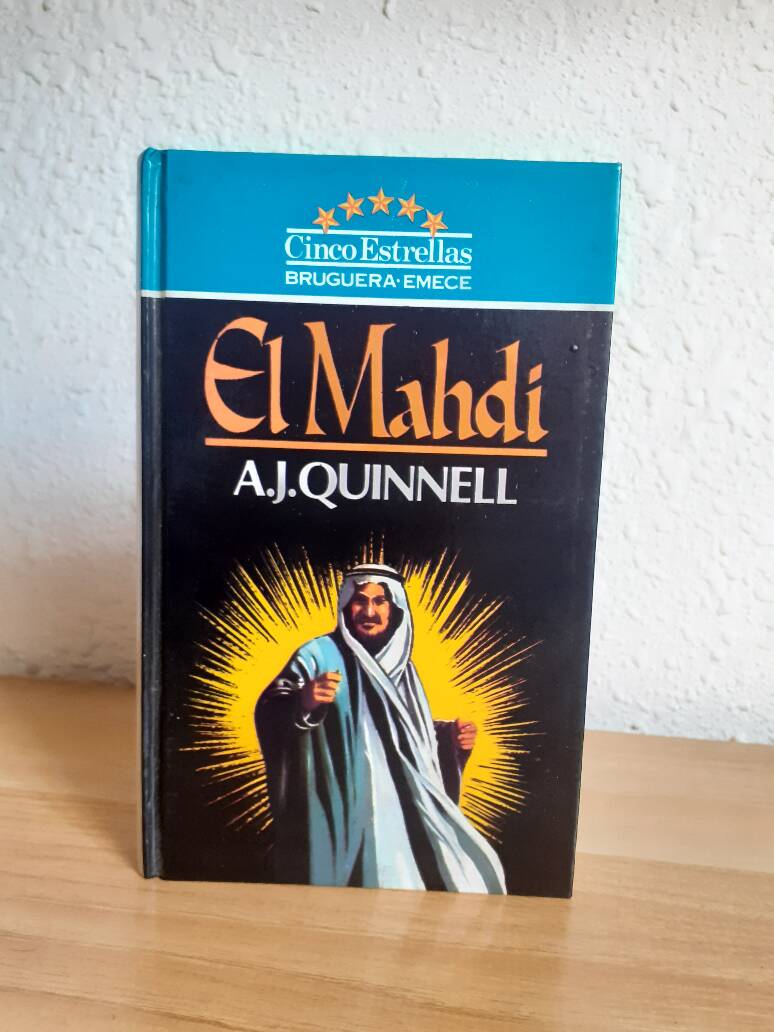 Cinco Estrellas
BRUGUERA·EMECE
El Mahdi
A.J.QUINNELL